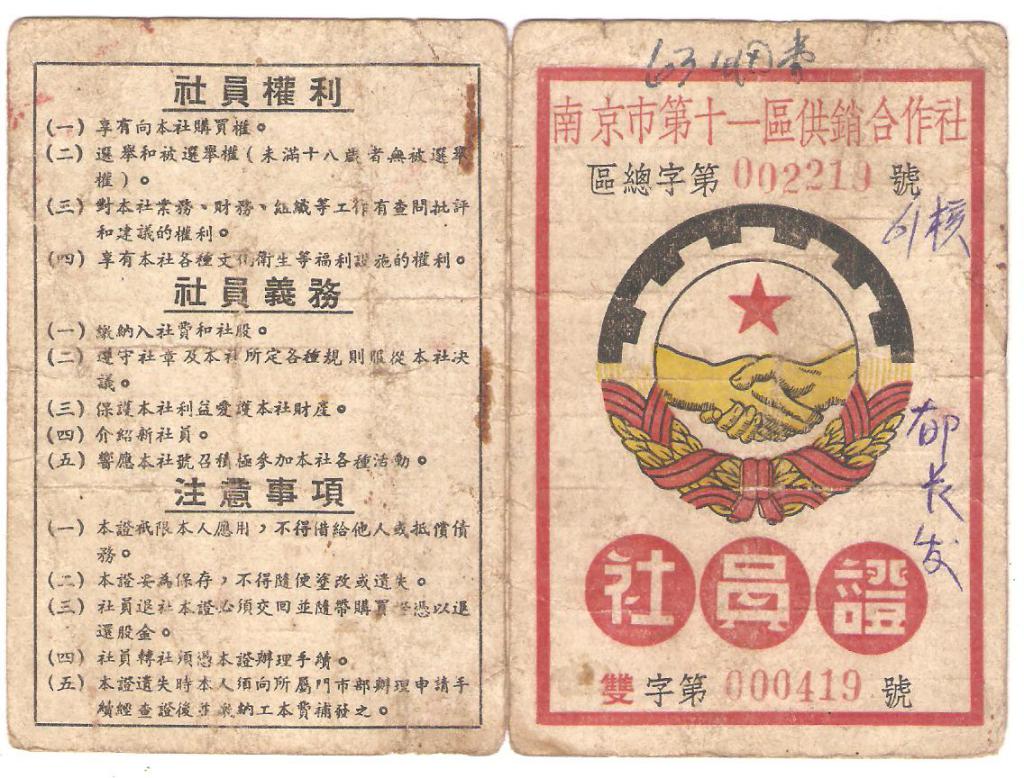 社員權利
(一) 享有向本社購買權。
(二) 選舉和被選舉權(未滿十八歲者無被選舉
權)。
(三) 對本社業務、財務、組織等工作有查問批評
和建議的權利。
(四) 享有本社各種文化衛生等福利設施的權利。
社員義務
(一) 繳納入社費和社股。
(二) 遵守社章及本社所定各種規則服從本社决
議。
(三) 保護本社利益愛護本社財產。
(四) 介紹新社員。
(五) 響應本社號召積極參加本社各種活動。
注意事項
(一) 本證祇限本人應用,不得借給他人或抵償債
務。
(二) 本證妥為保存,不得隨便塗改或遺失。
(三) 社員退社本證必須交回並隨帶購買證憑以退
還股金。
(四) 社員轉社須憑本證辦理手續。
(五) 本證遺失時本人須向所屬門市部辦理申請手
續經查證後並繳納工本費補發之。
南京市第十一區供銷合作社
區總字第 002219 號
61核
郁长发
社員證
雙字第 000419 號